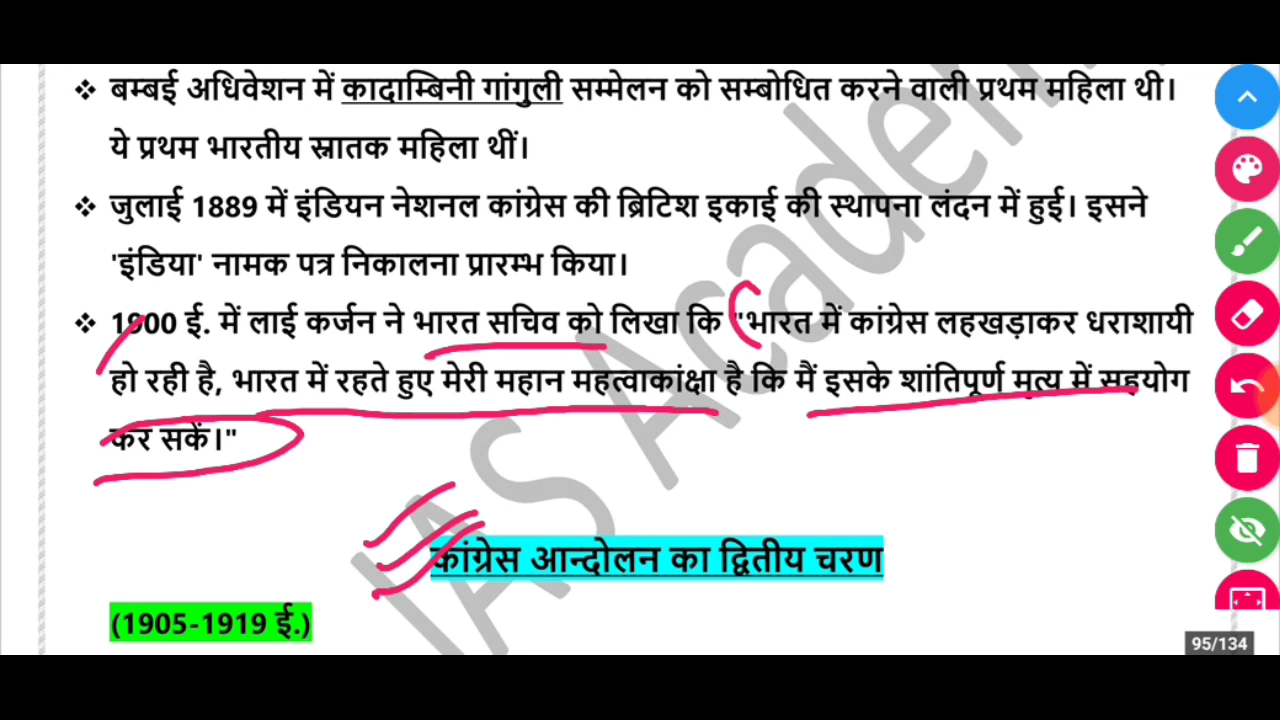 ❖ बम्बई अधिवेशन में कादाम्बिनी गांगुली सम्मेलन को सम्बोधित करने वाली प्रथम महिला थी।
ये प्रथम भारतीय स्नातक महिला थीं।
❖ जुलाई 1889 में इंडियन नेशनल कांग्रेस की ब्रिटिश इकाई की स्थापना लंदन में हुई। इसने
'इंडिया' नामक पत्र निकालना प्रारम्भ किया।
❖ 1900 ई. में लाई कर्जन ने भारत सचिव को लिखा कि "भारत में कांग्रेस लहखड़ाकर धराशायी
हो रही है, भारत में रहते हुए मेरी महान महत्वाकांक्षा है कि मैं इसके शांतिपूर्ण मृत्य में सहयोग
कर सकें।"
कांग्रेस आन्दोलन का द्वितीय चरण
(1905-1919 ई.)
95/134
IAS Academ